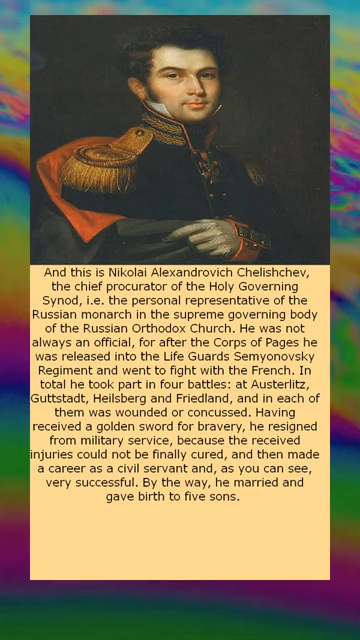 And this is Nikolai Alexandrovich Chelishchev,
the chief procurator of the Holy Governing
Synod, i.e. the personal representative of the
Russian monarch in the supreme governing body
of the Russian Orthodox Church. He was not
always an official, for after the Corps of Pages he
was released into the Life Guards Semyonovsky
Regiment and went to fight with the French. In
total he took part in four battles: at Austerlitz,
Guttstadt, Heilsberg and Friedland, and in each of
them was wounded or concussed. Having
received a golden sword for bravery, he resigned
from military service, because the received
injuries could not be finally cured, and then made
a career as a civil servant and, as you can see,
very successful. By the way, he married and
gave birth to five sons.